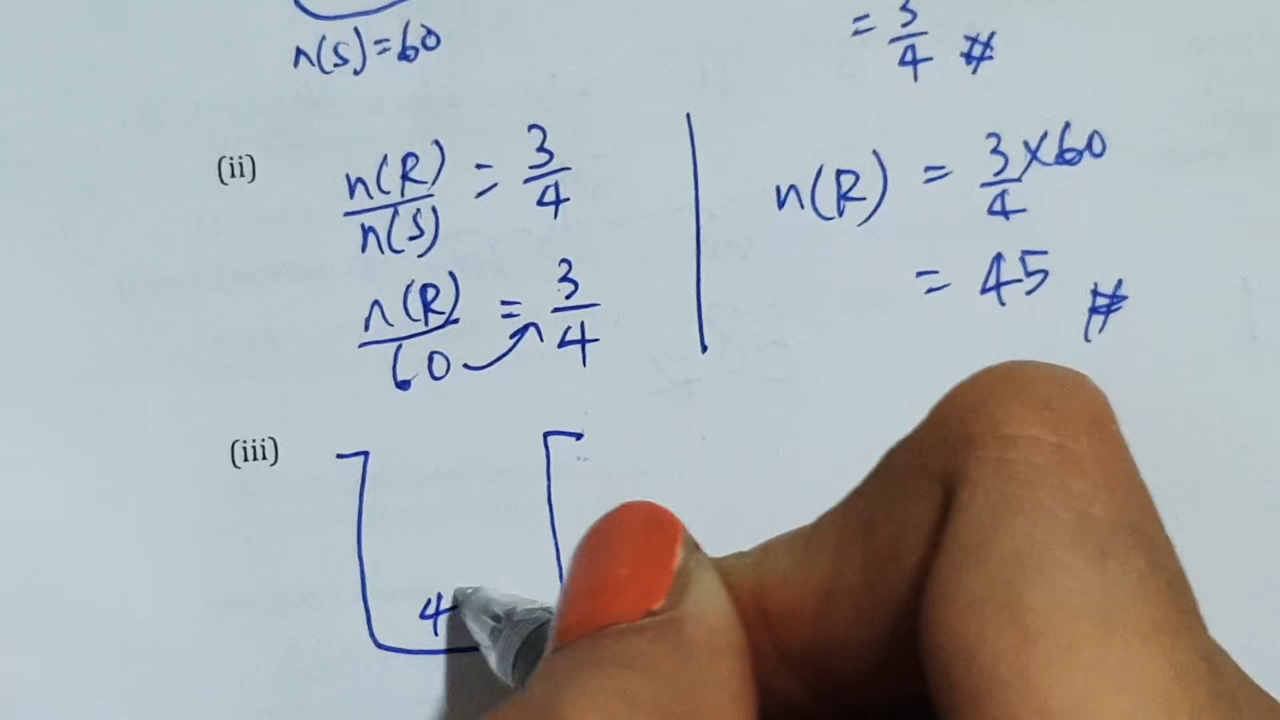 n(S)=60
= 3/4 #
(ii) n(R)/n(S) = 3/4
n(R)/60 = 3/4
n(R) = 3/4 × 60
= 45 #
(iii)
4